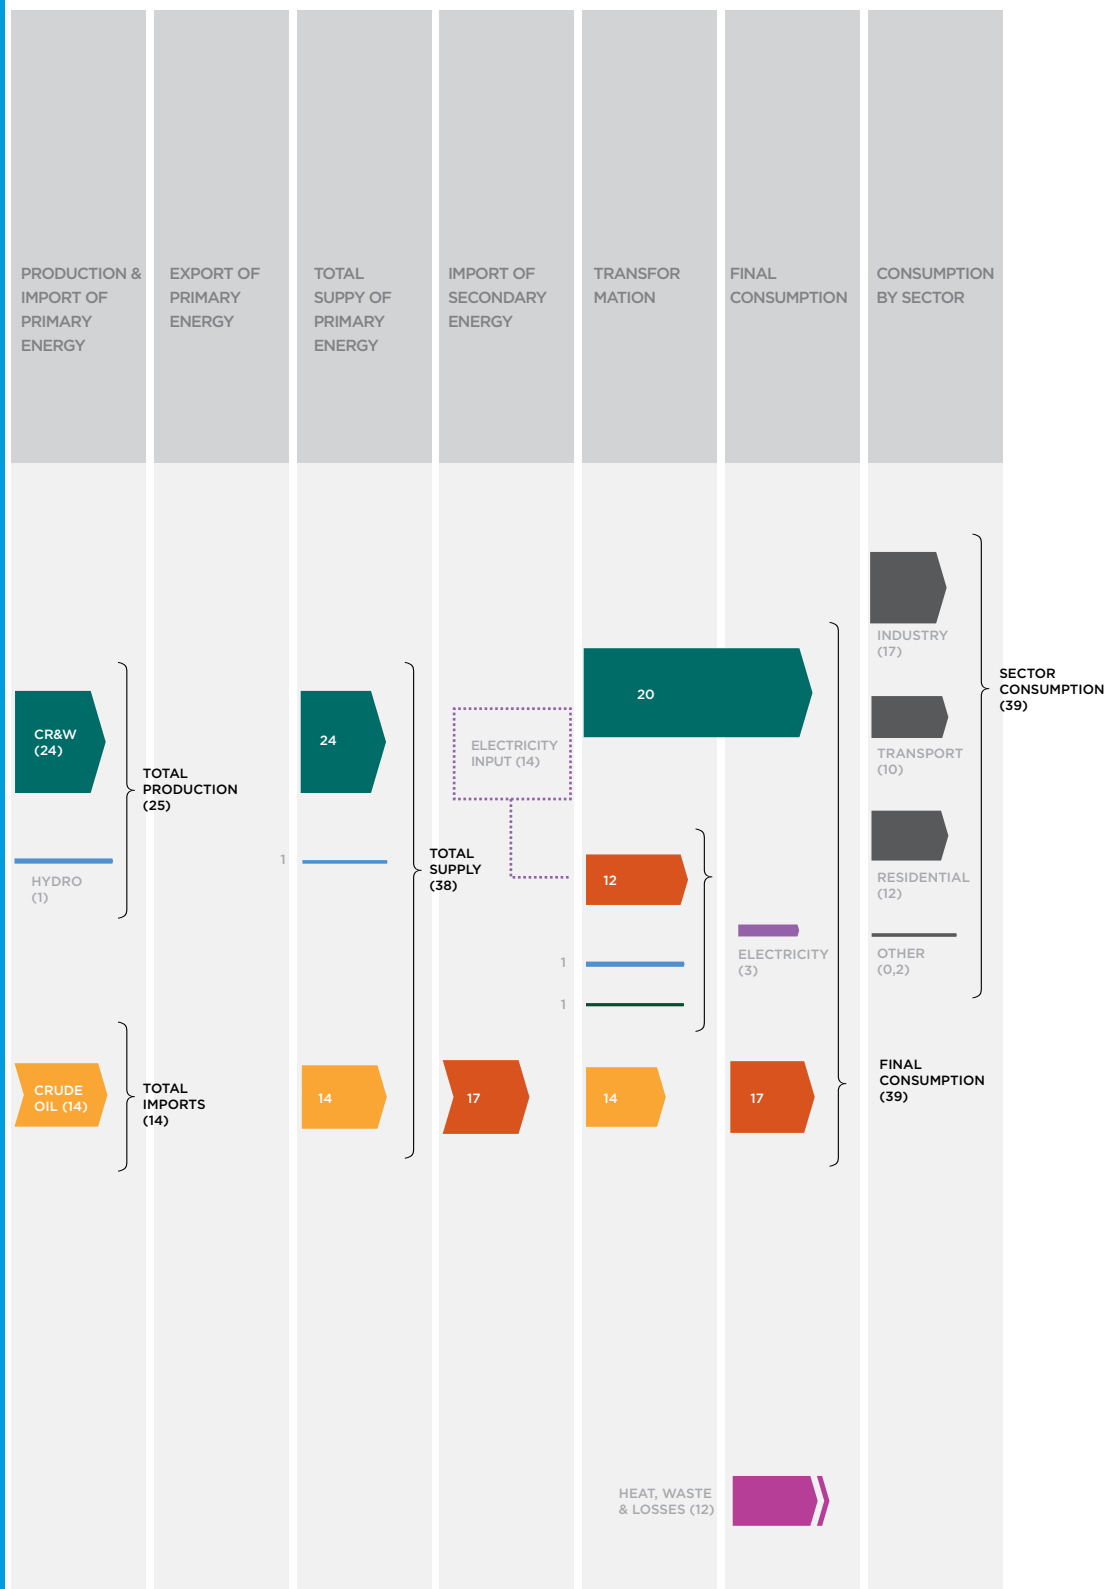 PRODUCTION &
IMPORT OF
PRIMARY
ENERGY
EXPORT OF
PRIMARY
ENERGY
TOTAL
SUPPY OF
PRIMARY
ENERGY
IMPORT OF
SECONDARY
ENERGY
TRANSFOR
MATION
FINAL
CONSUMPTION
CONSUMPTION
BY SECTOR
CR&W
(24)
HYDRO
(1)
TOTAL
PRODUCTION
(25)
CRUDE
OIL (14)
TOTAL
IMPORTS
(14)
24
1
14
TOTAL
SUPPLY
(38)
ELECTRICITY
INPUT (14)
17
20
12
1
1
14
ELECTRICITY
(3)
17
HEAT, WASTE
& LOSSES (12)
INDUSTRY
(17)
TRANSPORT
(10)
RESIDENTIAL
(12)
OTHER
(0,2)
SECTOR
CONSUMPTION
(39)
FINAL
CONSUMPTION
(39)